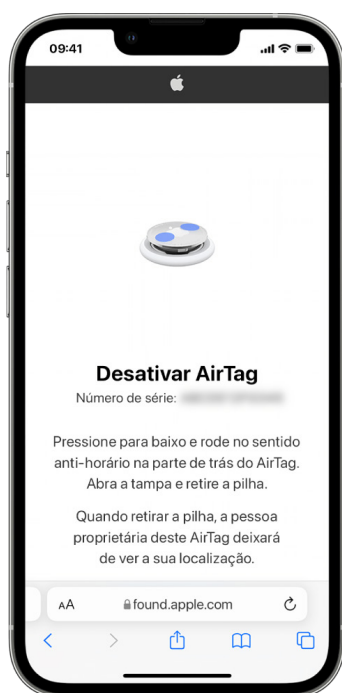 09:41
Desativar AirTag
Número de série:
Pressione para baixo e rode no sentido
anti-horário na parte de trás do AirTag.
Abra a tampa e retire a pilha.
Quando retirar a pilha, a pessoa
proprietária deste AirTag deixará
de ver a sua localização.
AA
found.apple.com